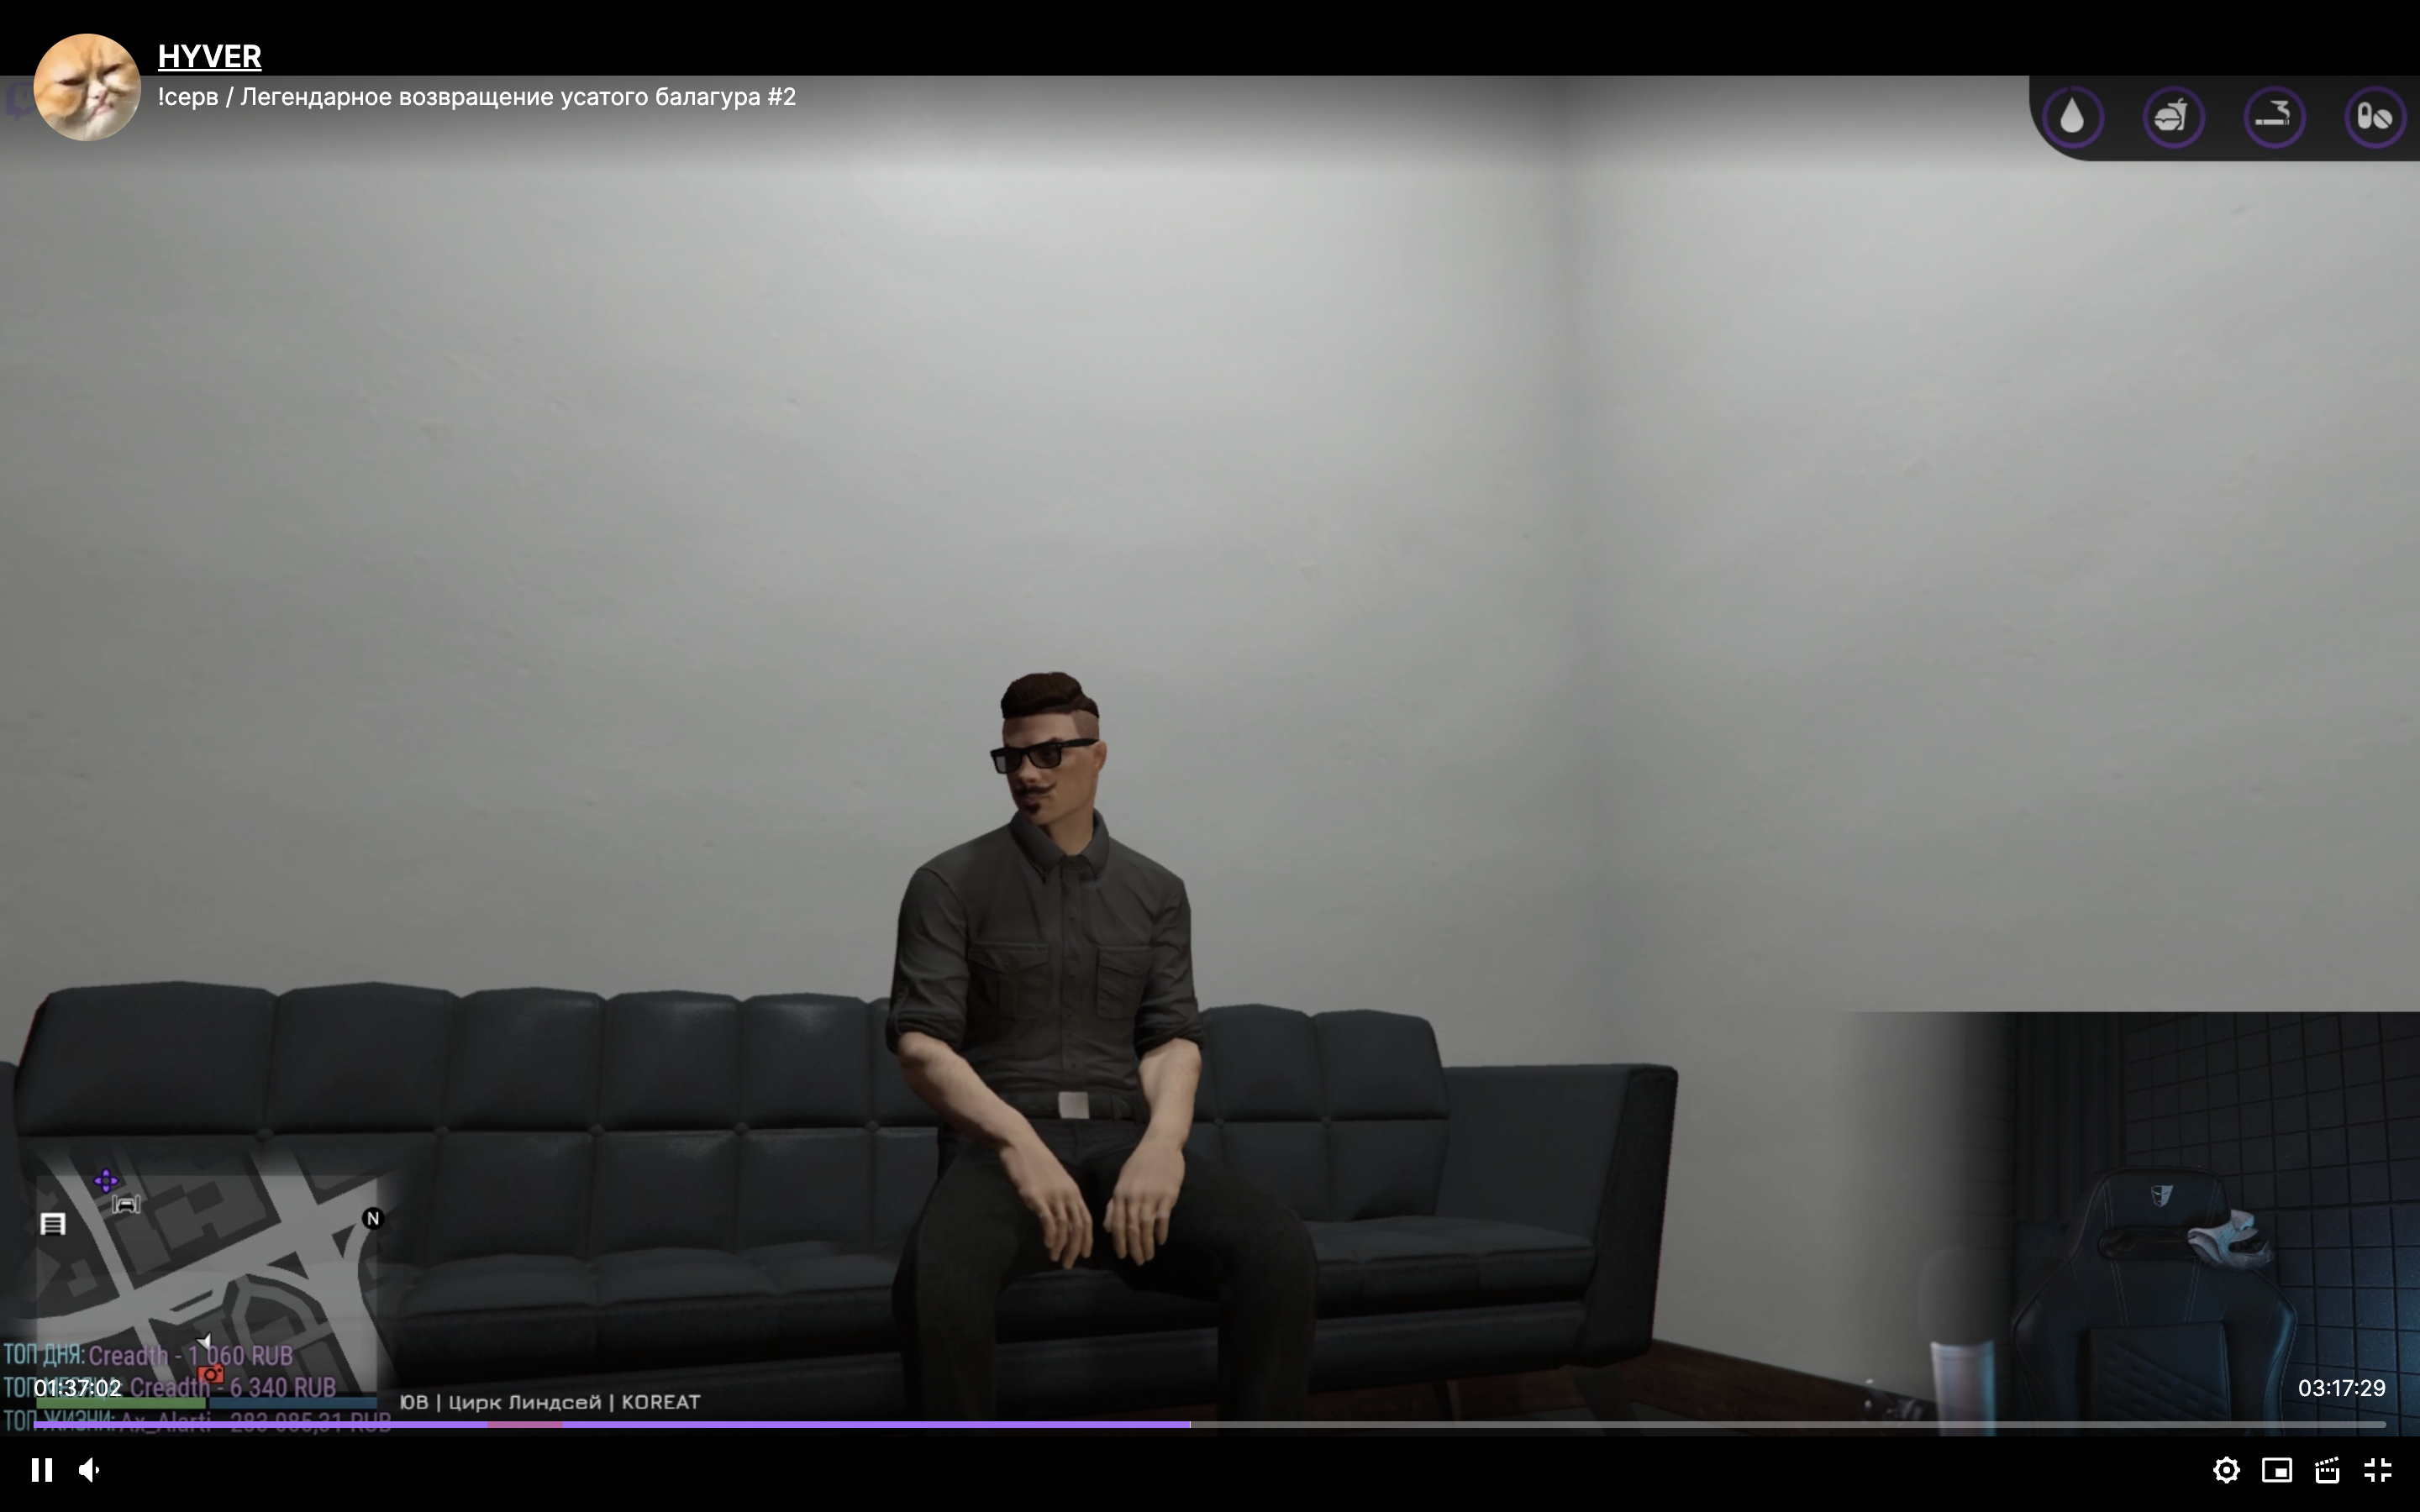 HYVER
!серв / Легендарное возвращение усатого балагура #2
N
ТОП ДНЯ: Creadth - 1 060 RUB
01:37:02
ТОП МЕСЯЦА: Creadth - 6 340 RUB
ЮВ | Цирк Линдсей | KOREAT
03:17:29
ТОП ЖИЗНИ: Ax_Alarti - 283 085,31 RUB